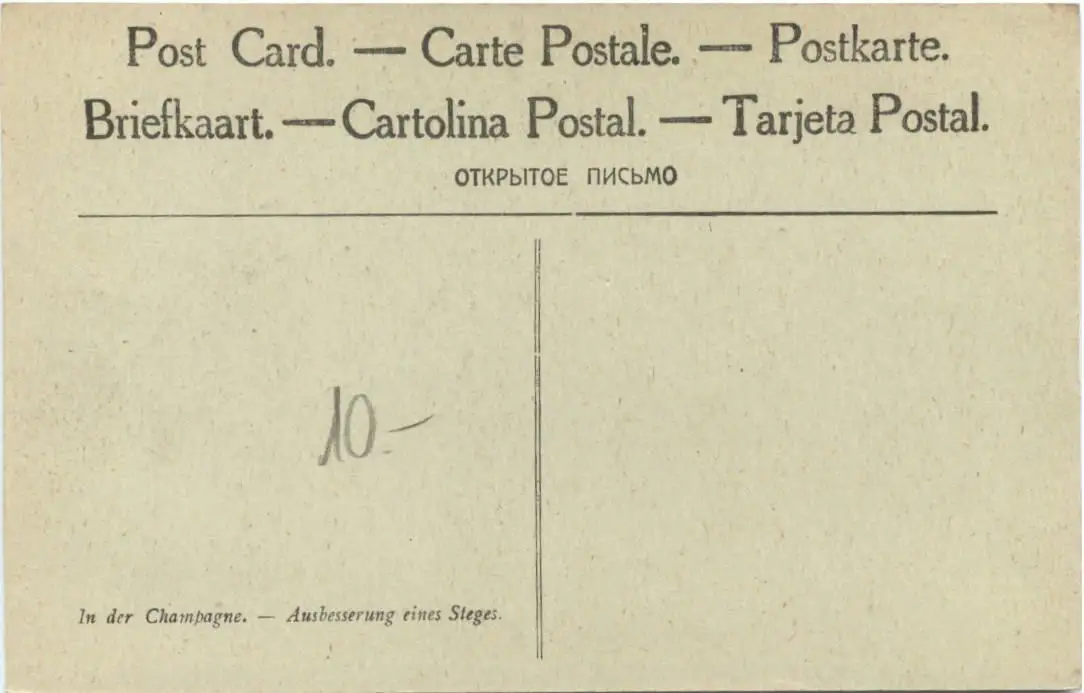 Post Card. — Carte Postale. — Postkarte.
Briefkaart. — Cartolina Postal. — Tarjeta Postal.
ОТКРЫТОЕ ПИСЬМО
10.-
In der Champagne. — Ausbesserung eines Steges.